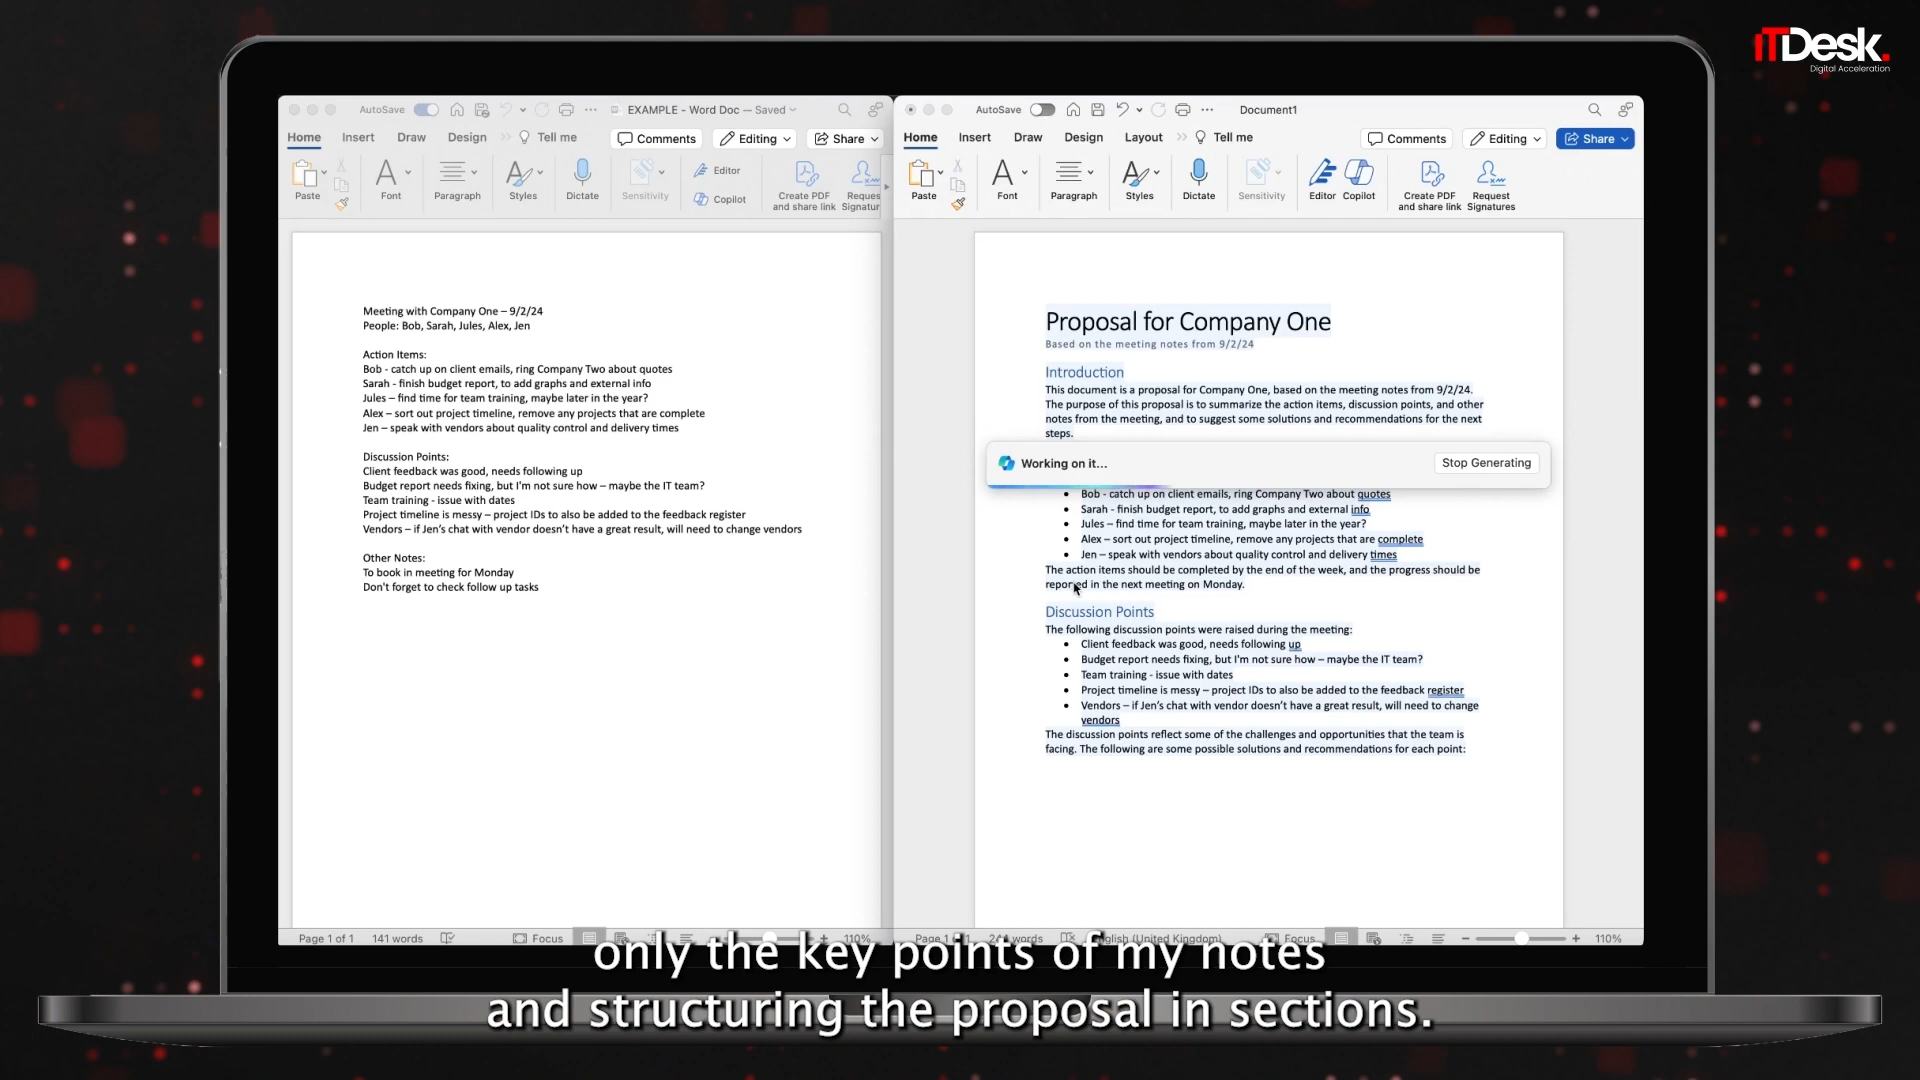 ITDesk.
Digital Acceleration
AutoSave
EXAMPLE - Word Doc — Saved
Home
Insert
Draw
Design
Tell me
Comments
Editing
Share
Paste
Font
Paragraph
Styles
Dictate
Sensitivity
Editor
Copilot
Create PDF
and share link
Reques
Signatur
Meeting with Company One – 9/2/24
People: Bob, Sarah, Jules, Alex, Jen
Action Items:
Bob - catch up on client emails, ring Company Two about quotes
Sarah - finish budget report, to add graphs and external info
Jules – find time for team training, maybe later in the year?
Alex – sort out project timeline, remove any projects that are complete
Jen – speak with vendors about quality control and delivery times
Discussion Points:
Client feedback was good, needs following up
Budget report needs fixing, but I'm not sure how – maybe the IT team?
Team training - issue with dates
Project timeline is messy – project IDs to also be added to the feedback register
Vendors – if Jen's chat with vendor doesn't have a great result, will need to change vendors
Other Notes:
To book in meeting for Monday
Don't forget to check follow up tasks
Page 1 of 1
141 words
Focus
110%
AutoSave
Document1
Home
Insert
Draw
Design
Layout
Tell me
Comments
Editing
Share
Paste
Font
Paragraph
Styles
Dictate
Sensitivity
Editor
Copilot
Create PDF
and share link
Request
Signatures
Proposal for Company One
Based on the meeting notes from 9/2/24
Introduction
This document is a proposal for Company One, based on the meeting notes from 9/2/24.
The purpose of this proposal is to summarize the action items, discussion points, and other
notes from the meeting, and to suggest some solutions and recommendations for the next
steps.
Working on it...
Stop Generating
Bob - catch up on client emails, ring Company Two about quotes
Sarah - finish budget report, to add graphs and external info
Jules – find time for team training, maybe later in the year?
Alex – sort out project timeline, remove any projects that are complete
Jen – speak with vendors about quality control and delivery times
The action items should be completed by the end of the week, and the progress should be
reported in the next meeting on Monday.
Discussion Points
The following discussion points were raised during the meeting:
Client feedback was good, needs following up
Budget report needs fixing, but I'm not sure how – maybe the IT team?
Team training - issue with dates
Project timeline is messy – project IDs to also be added to the feedback register
Vendors – if Jen's chat with vendor doesn't have a great result, will need to change
vendors
The discussion points reflect some of the challenges and opportunities that the team is
facing. The following are some possible solutions and recommendations for each point:
Page 1
words
English (United Kingdom)
Focus
110%
only the key points of my notes
and structuring the proposal in sections.